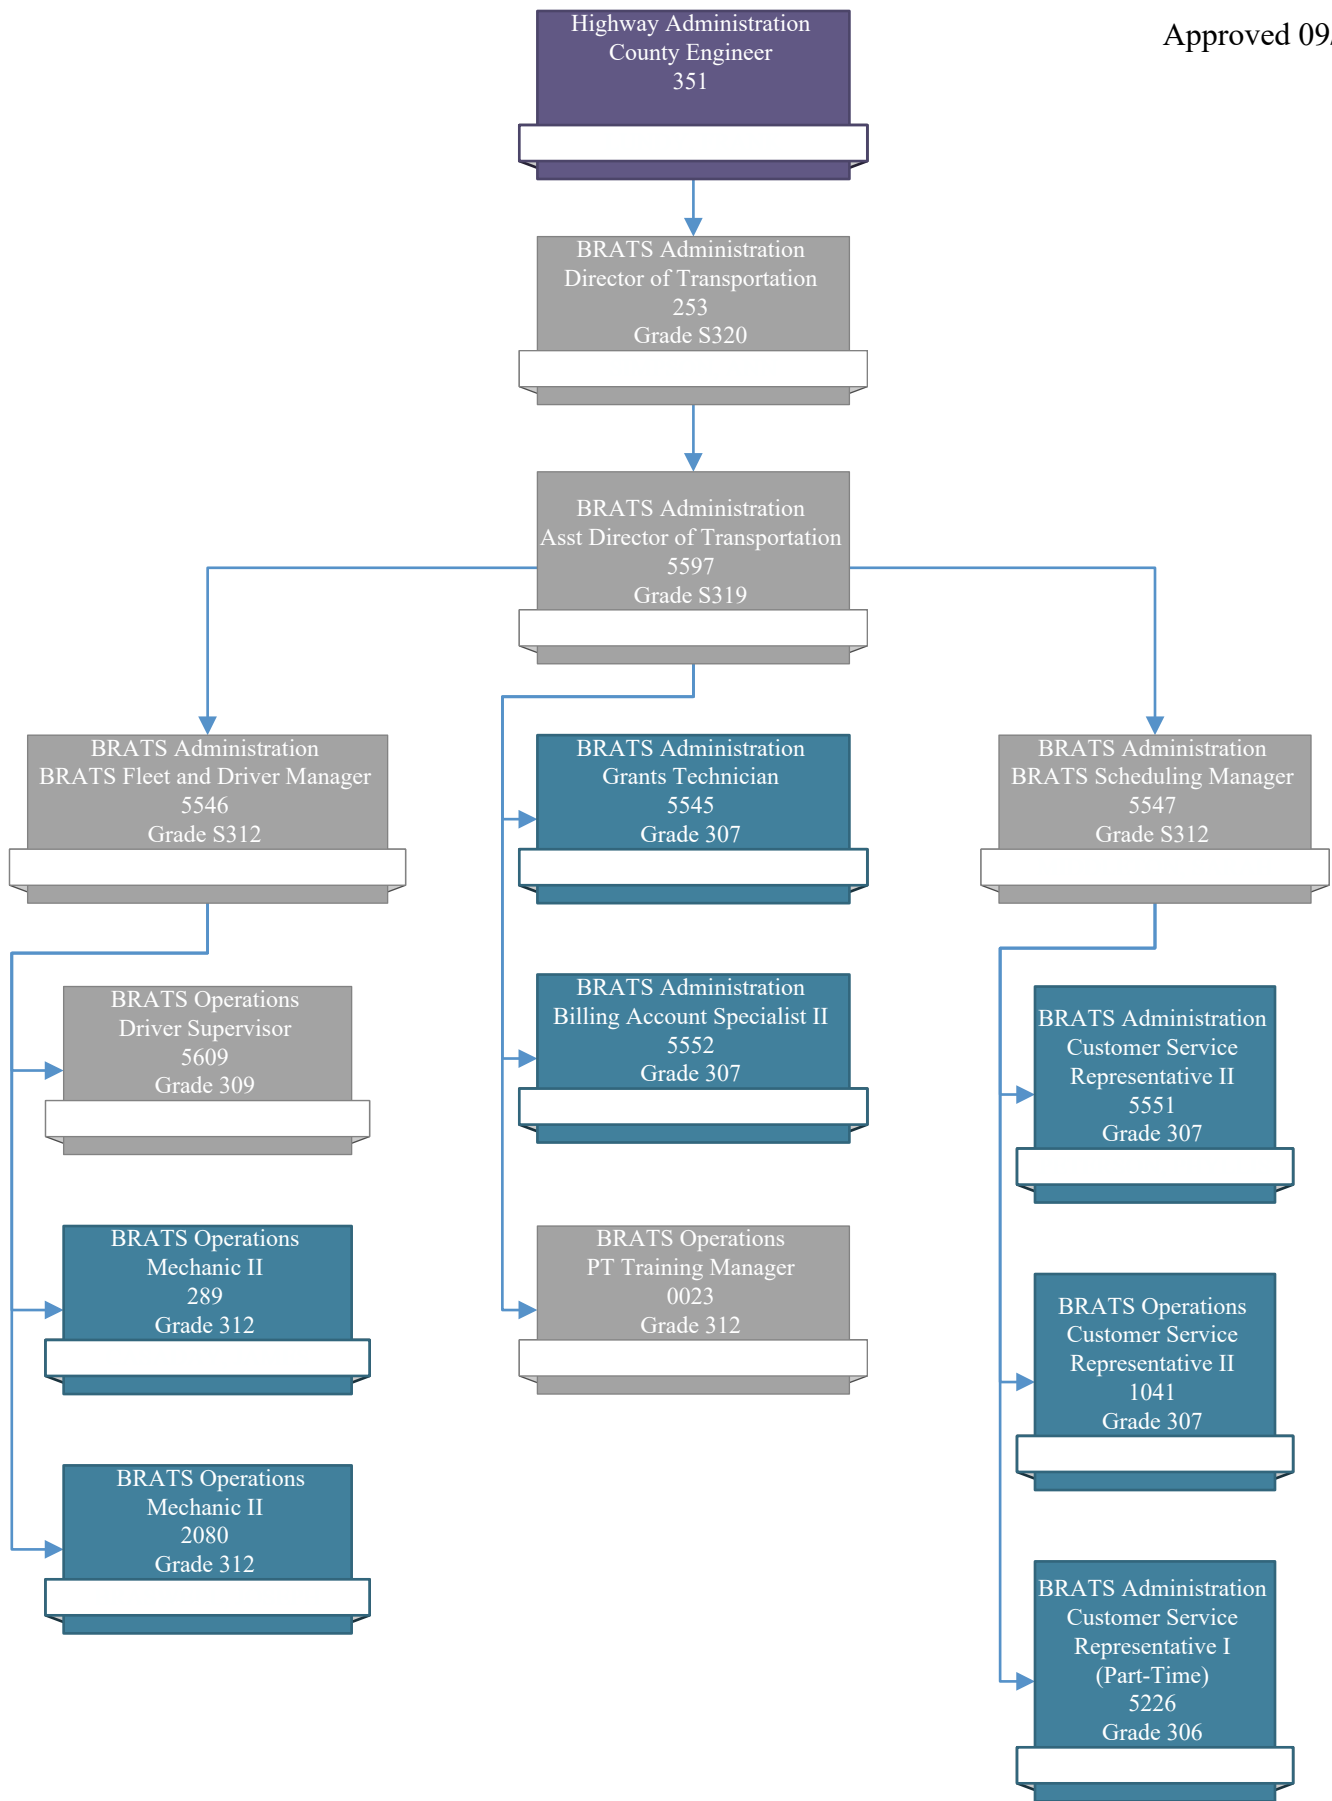 Approved 09/
Highway Administration
County Engineer
351
BRATS Administration
Director of Transportation
253
Grade S320
BRATS Administration
Asst Director of Transportation
5597
Grade S319
BRATS Administration
BRATS Fleet and Driver Manager
5546
Grade S312
BRATS Administration
Grants Technician
5545
Grade 307
BRATS Administration
BRATS Scheduling Manager
5547
Grade S312
BRATS Operations
Driver Supervisor
5609
Grade 309
BRATS Administration
Billing Account Specialist II
5552
Grade 307
BRATS Administration
Customer Service
Representative II
5551
Grade 307
BRATS Operations
Mechanic II
289
Grade 312
BRATS Operations
PT Training Manager
0023
Grade 312
BRATS Operations
Customer Service
Representative II
1041
Grade 307
BRATS Operations
Mechanic II
2080
Grade 312
BRATS Administration
Customer Service
Representative I
(Part-Time)
5226
Grade 306